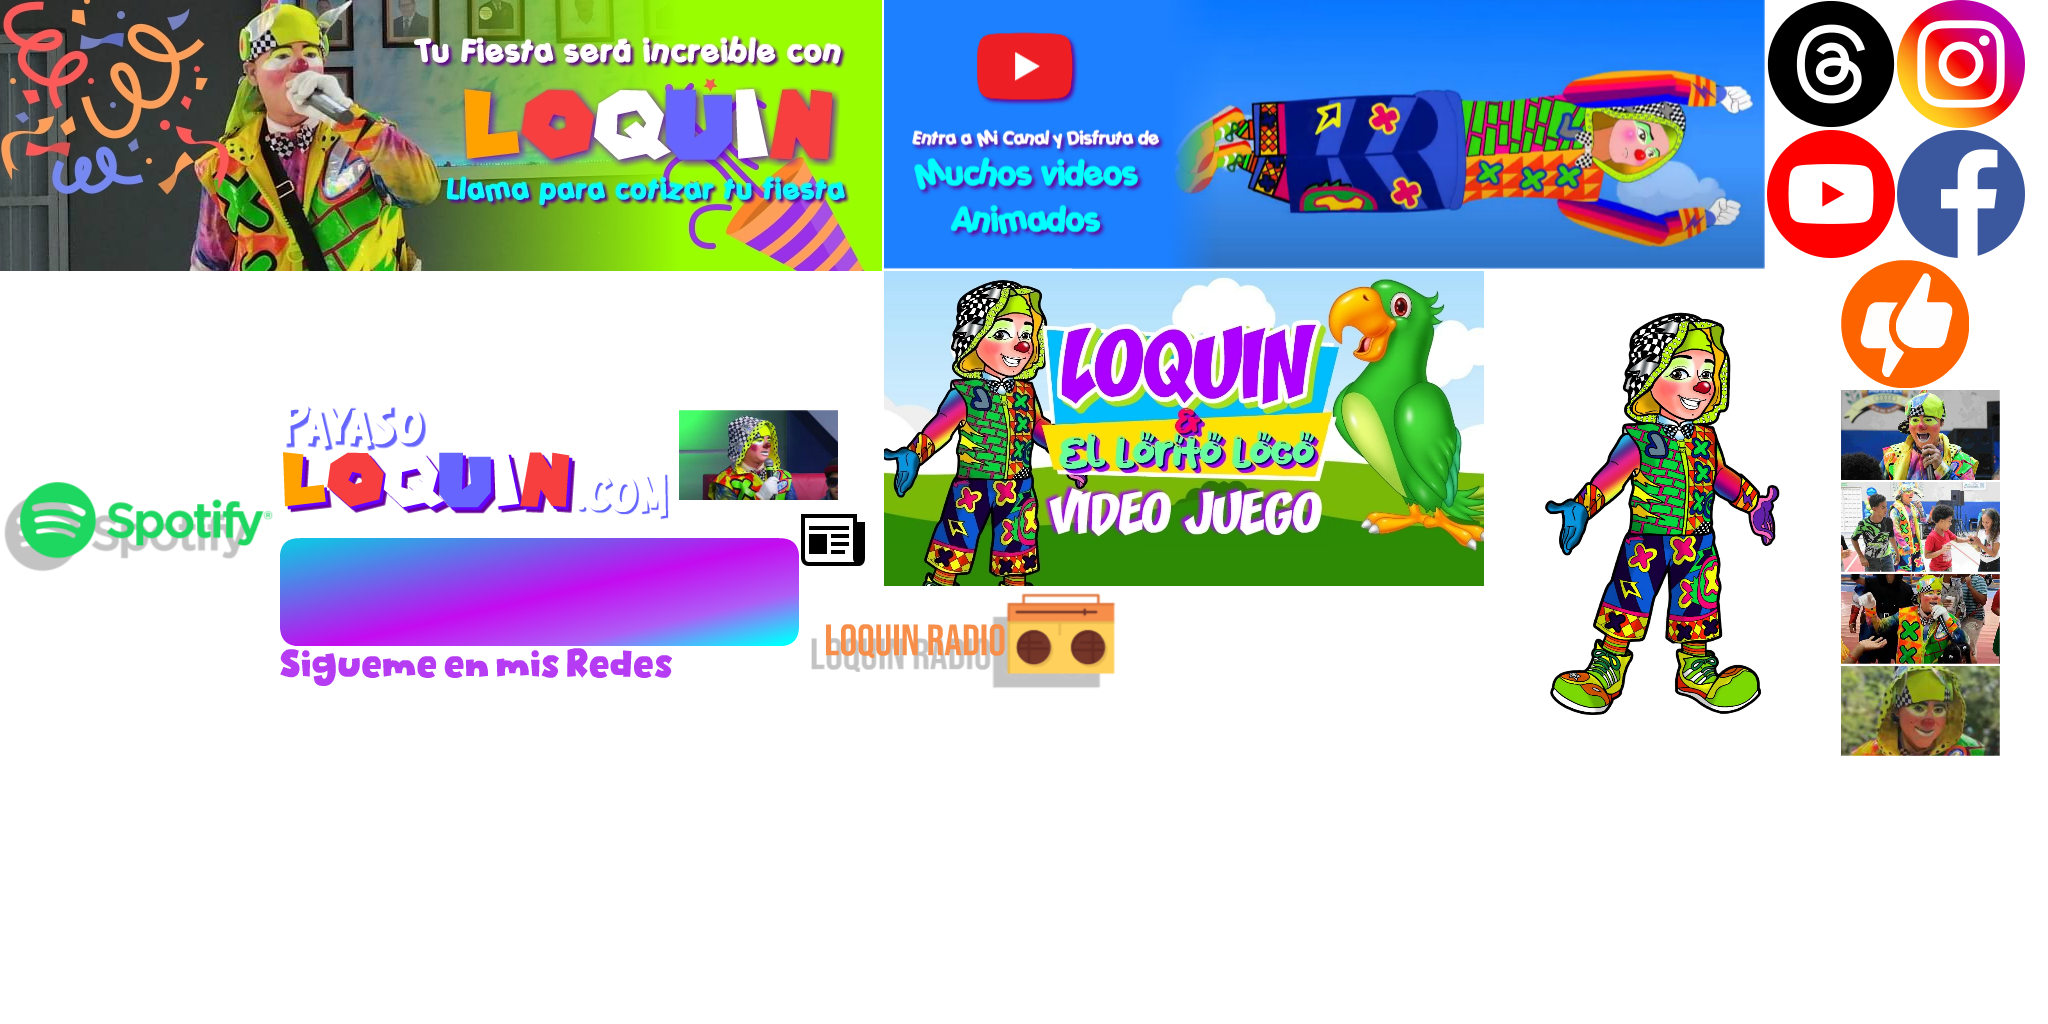 Tu Fiesta será increible con
LOQUIN
Llama para cotizar tu fiesta
Entra a Mi Canal y Disfruta de
Muchos videos
Animados
LOQUIN
&
El Lorito Loco
VIDEO JUEGO
PAYASO
LOQUIN.COM
Spotify®
Sigueme en mis Redes
LOQUIN RADIO